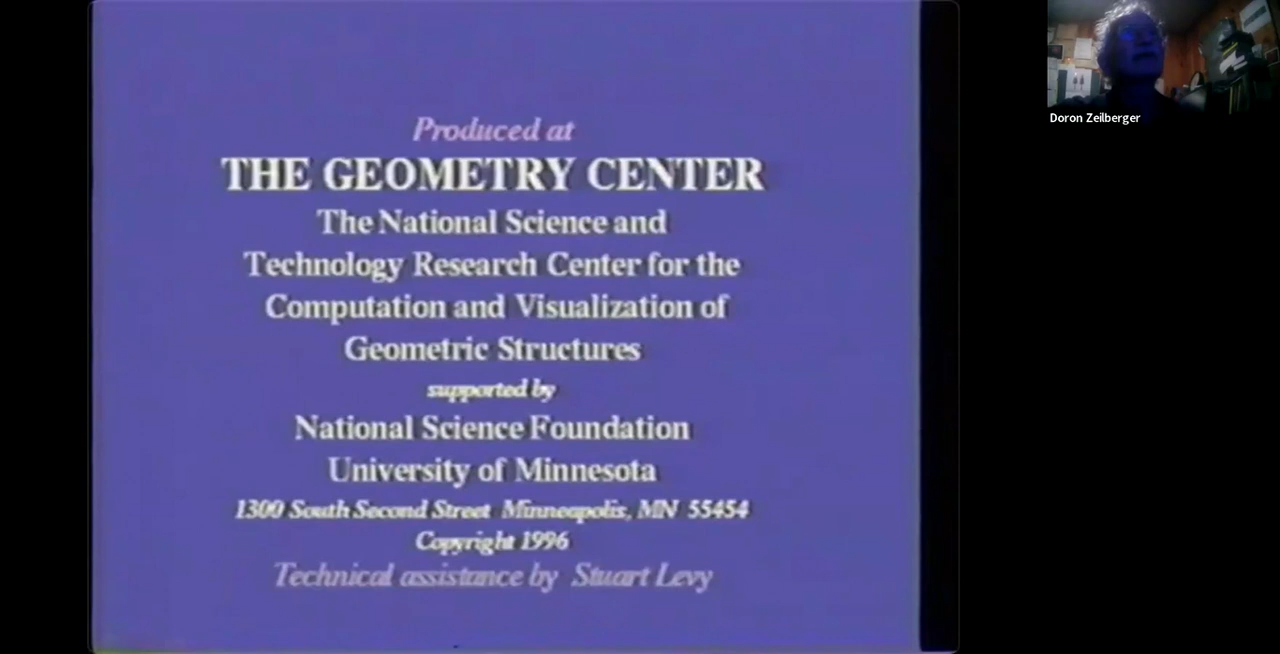 Produced at
THE GEOMETRY CENTER
The National Science and
Technology Research Center for the
Computation and Visualization of
Geometric Structures
supported by
National Science Foundation
University of Minnesota
1300 South Second Street Minneapolis, MN 55454
Copyright 1996
Technical assistance by Stuart Levy
Doron Zeilberger